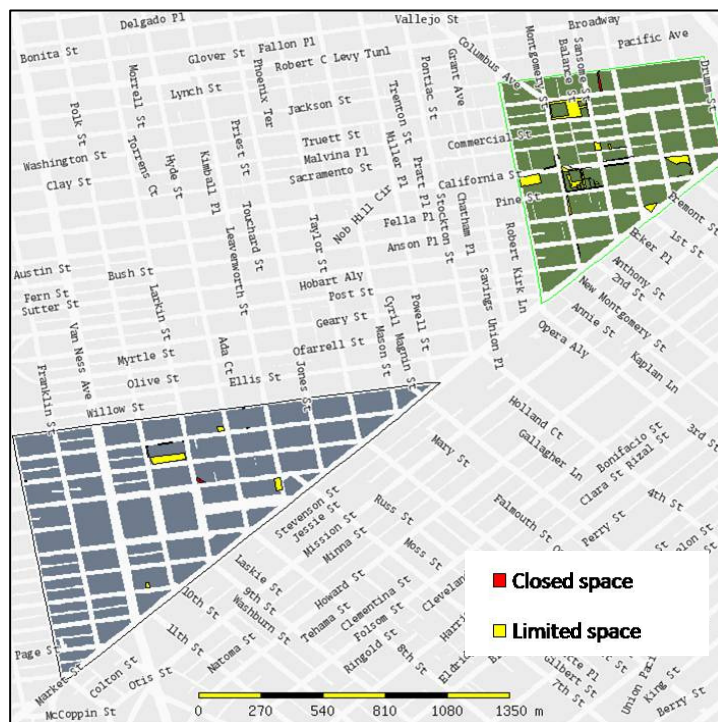 Delgado Pl
Vallejo St
Broadway
Bonita St
Glover St
Fallon Pl
Robert C Levy Tunl
Pacific Ave
Columbus Ave
Montgomery St
Balance St
Sansome St
Drumm St
Polk St
Morrell St
Lynch St
Phoenix Ter
Jackson St
Trenton St
Pontiac St
Grant Ave
Washington St
Clay St
Torrens Ct
Hyde St
Priest St
Truett St
Malvina Pl
Sacramento St
Miller Pl
Commercial St
Kimball Pl
California St
Pine St
Pratt Pl
Stockton St
Chatham Pl
Nob Hill Cir
Touchard St
Leavenworth St
Taylor St
Fella Pl
Anson Pl
Robert Kirk Ln
Fremont St
1st St
Ecker Pl
Austin St
Bush St
Fern St
Sutter St
Larkin St
Hobart Aly
Post St
Geary St
Savings Union Pl
Anthony St
2nd St
New Montgomery St
Annie St
Opera Aly
Kaplan Ln
Van Ness Ave
Franklin St
Myrtle St
Olive St
Ada Ct
Ofarrell St
Ellis St
Jones St
Mason St
Cyril Magnin St
Powell St
Willow St
Holland Ct
Gallagher Ln
3rd St
Bonifacio St
Clara St
Rizal St
Mary St
4th St
Stevenson St
Jessie St
Mission St
Minna St
Russ St
Moss St
Falmouth St
Perry St
Laskie St
9th St
Washburn St
10th St
11th St
Natoma St
Howard St
Tehama St
Clementina St
Folsom St
Ringold St
8th St
Page St
Market St
Colton St
Otis St
McCoppin St
Gilbert St
7th St
King St
Berry St
Closed space
Limited space
0 270 540 810 1080 1350 m